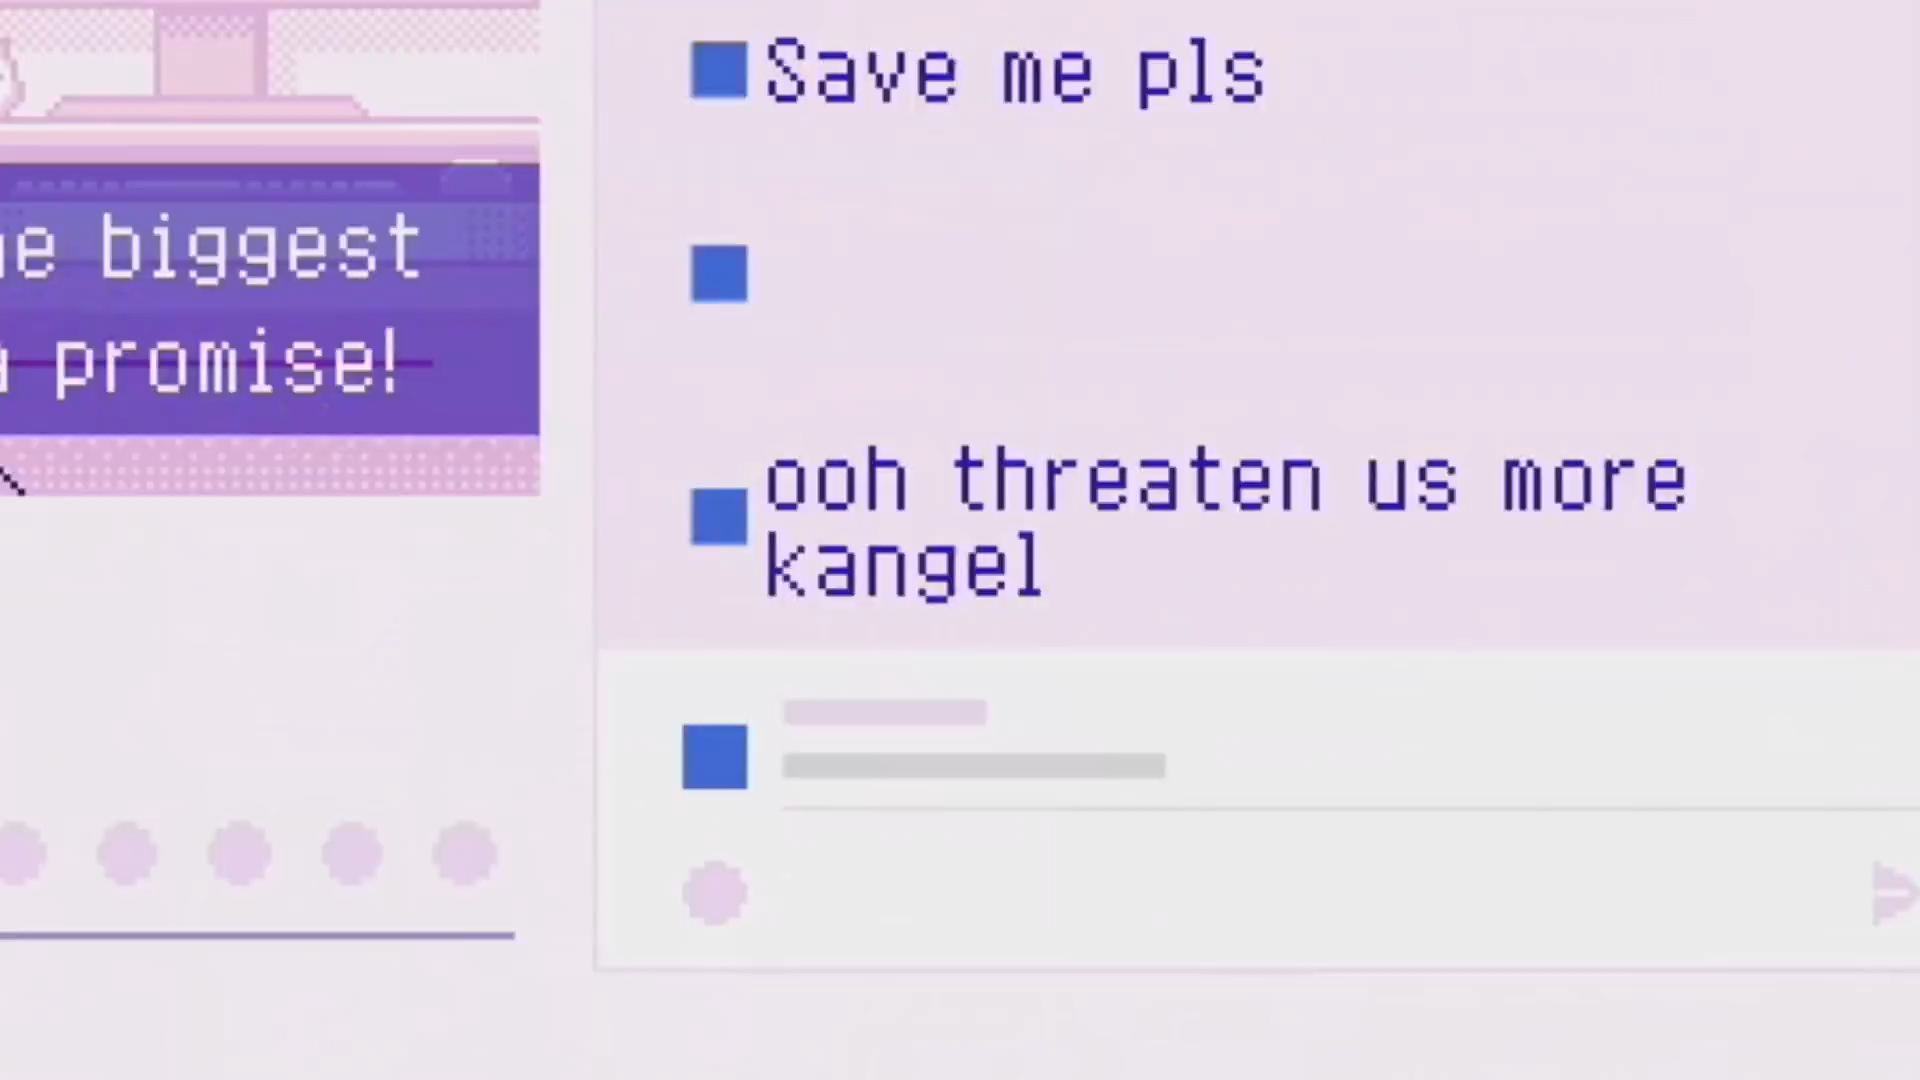 biggest
promise!
Save me pls
ooh threaten us more
kangel